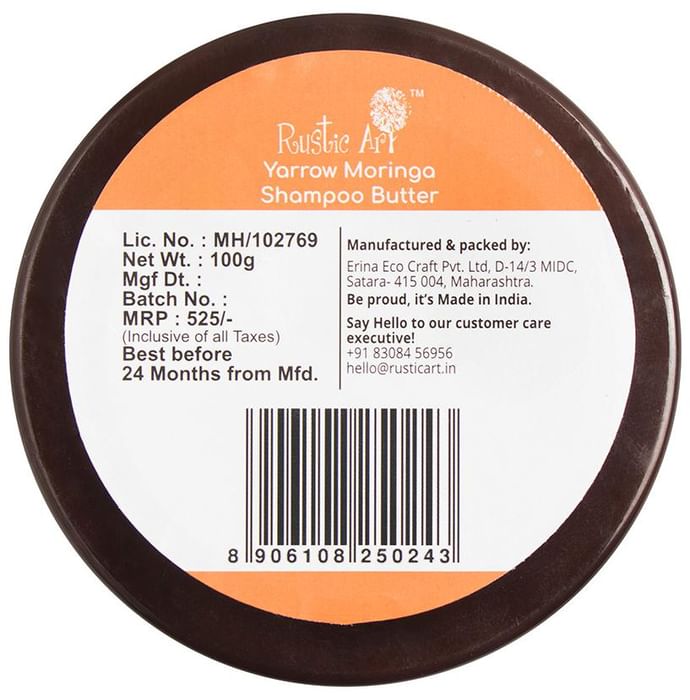 Rustic Art™
Yarrow Moringa
Shampoo Butter
Lic. No. : MH/102769
Net Wt. : 100g
Mgf Dt. :
Batch No. :
MRP : 525/-
(Inclusive of all Taxes)
Best before
24 Months from Mfd.
Manufactured & packed by:
Erina Eco Craft Pvt. Ltd, D-14/3 MIDC,
Satara- 415 004, Maharashtra.
Be proud, it's Made in India.
Say Hello to our customer care
executive!
+91 83084 56956
hello@rusticart.in
8 906108 250243